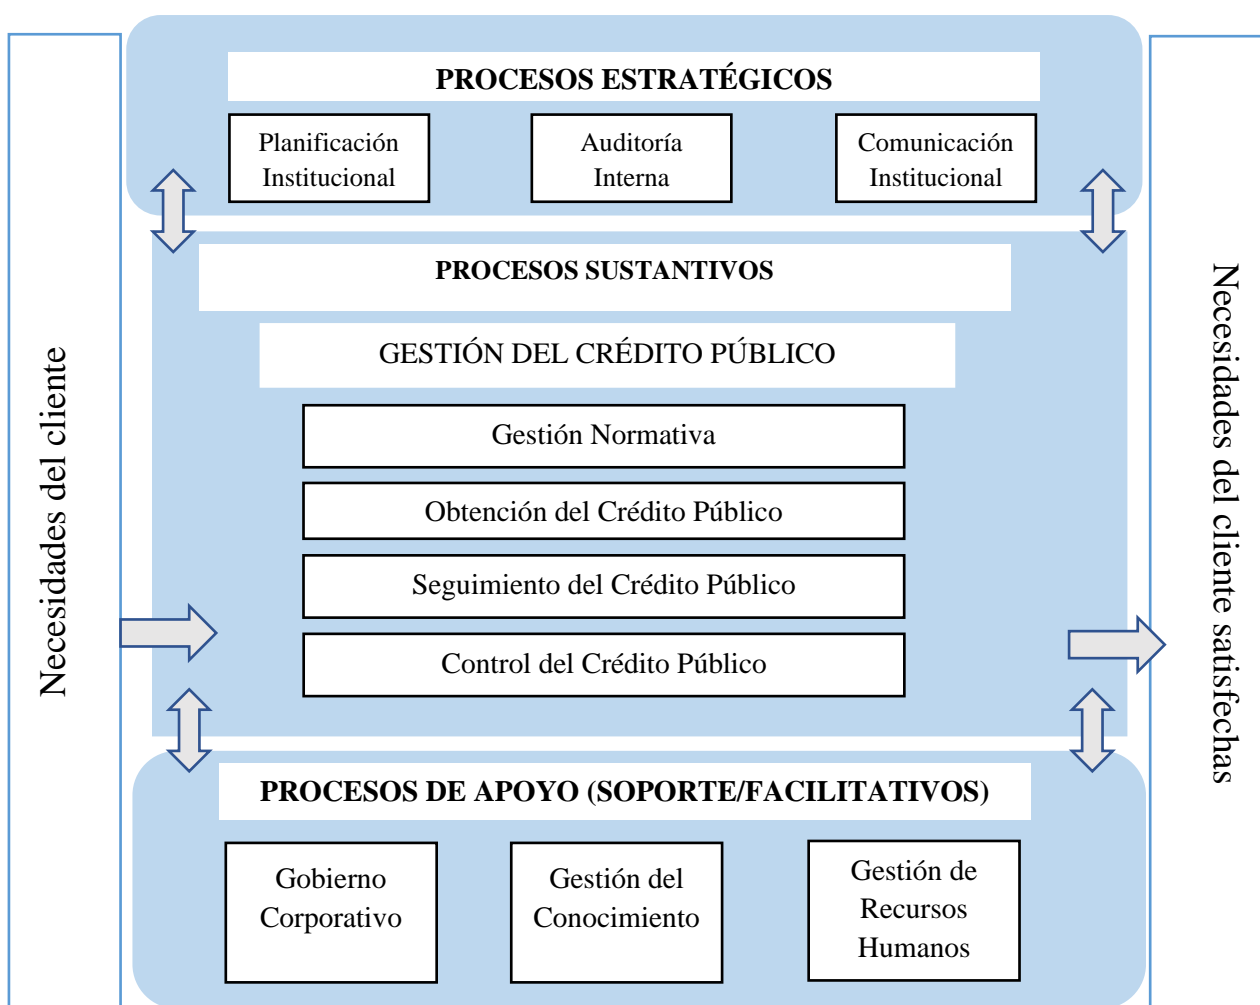 Necesidades del cliente
PROCESOS ESTRATÉGICOS
Planificación
Institucional
Auditoría
Interna
Comunicación
Institucional
PROCESOS SUSTANTIVOS
GESTIÓN DEL CRÉDITO PÚBLICO
Gestión Normativa
Obtención del Crédito Público
Seguimiento del Crédito Público
Control del Crédito Público
PROCESOS DE APOYO (SOPORTE/FACILITATIVOS)
Gobierno
Corporativo
Gestión del
Conocimiento
Gestión de
Recursos
Humanos
Necesidades del cliente satisfechas